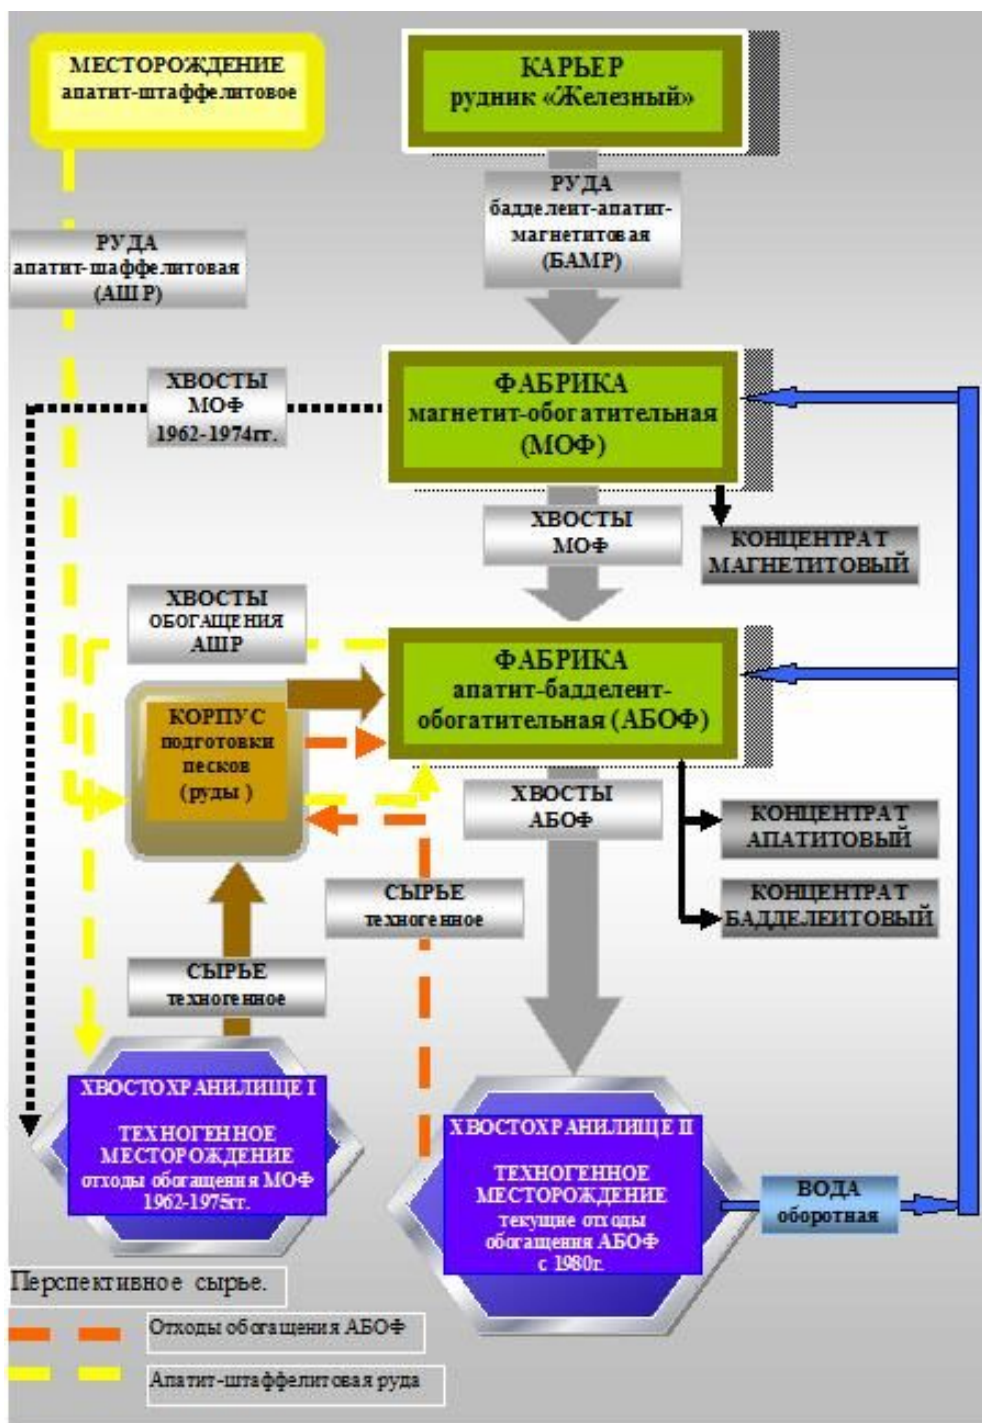 МЕСТОРОЖДЕНИЕ
апатит-штаффелитовое
КАРЬЕР
рудник «Железный»
РУДА
бадделеит-апатит-
магнетитовая
(БАМР)
РУДА
апатит-шаффелитовая
(АШР)
ХВОСТЫ
МОФ
1962-1974гг.
ФАБРИКА
магнетит-обогатительная
(МОФ)
ХВОСТЫ
МОФ
КОНЦЕНТРАТ
МАГНЕТИТОВЫЙ
ХВОСТЫ
ОБОГАЩЕНИЯ
АШР
ФАБРИКА
апатит-бадделеит-
обогатительная (АБОФ)
КОРПУС
подготовки
песков
(руды )
ХВОСТЫ
АБОФ
КОНЦЕНТРАТ
АПАТИТОВЫЙ
СЫРЬЕ
техногенное
КОНЦЕНТРАТ
БАДДЕЛЕИТОВЫЙ
СЫРЬЕ
техногенное
ХВОСТОХРАНИЛИЩЕ I
ТЕХНОГЕННОЕ
МЕСТОРОЖДЕНИЕ
отходы обогащения МОФ
1962-1975гг.
ХВОСТОХРАНИЛИЩЕ II
ТЕХНОГЕННОЕ
МЕСТОРОЖДЕНИЕ
текущие отходы
обогащения АБОФ
с 1980г.
ВОДА
оборотная
Перспективное сырье.
Отходы обогащения АБОФ
Апатит-штаффелитовая руда